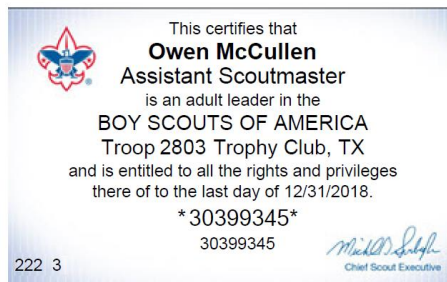 This certifies that
Owen McCullen
Assistant Scoutmaster
is an adult leader in the
BOY SCOUTS OF AMERICA
Troop 2803 Trophy Club, TX
and is entitled to all the rights and privileges
there of to the last day of 12/31/2018.
*30399345*
30399345
Chief Scout Executive
222 3